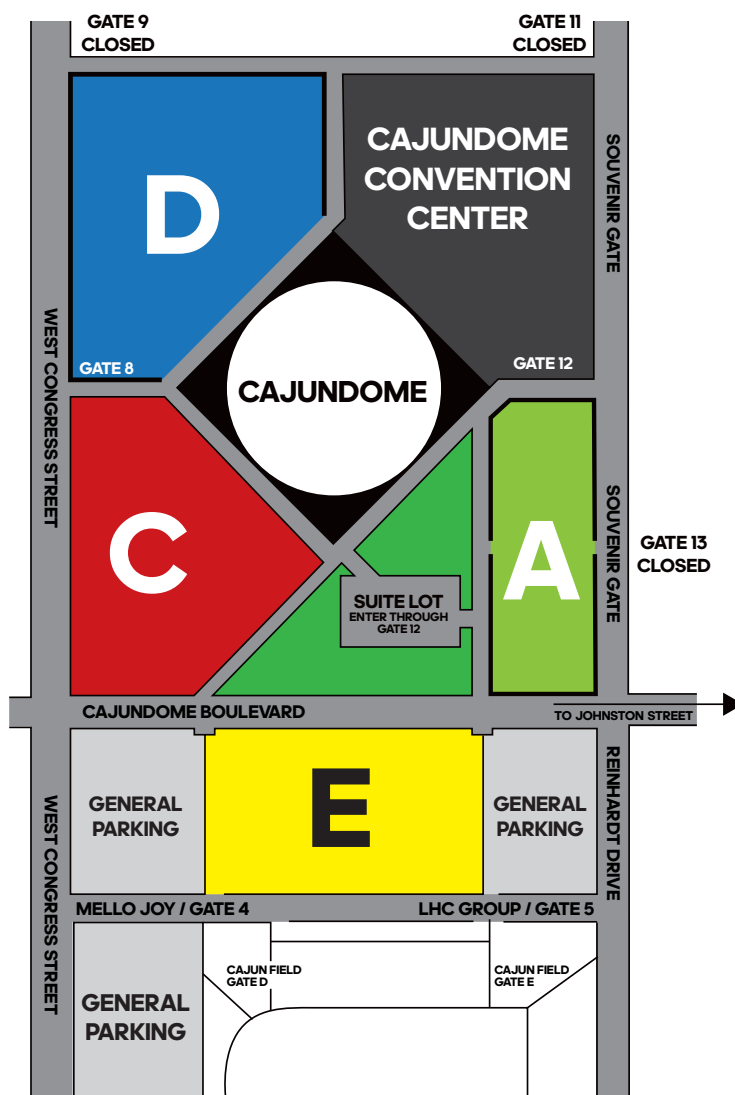 GATE 9
CLOSED
GATE 11
CLOSED
D
CAJUNDOME
CONVENTION
CENTER
SOUVENIR GATE
GATE 8
GATE 12
WEST CONGRESS STREET
CAJUNDOME
C
A
SOUVENIR GATE
GATE 13
CLOSED
SUITE LOT
ENTER THROUGH
GATE 12
CAJUNDOME BOULEVARD
TO JOHNSTON STREET
GENERAL
PARKING
E
GENERAL
PARKING
REINHARDT DRIVE
WEST CONGRESS STREET
MELLO JOY / GATE 4
LHC GROUP / GATE 5
CAJUN FIELD
GATE D
CAJUN FIELD
GATE E
GENERAL
PARKING